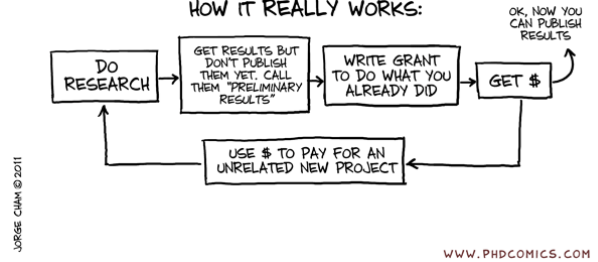 HOW IT REALLY WORKS:
OK, NOW YOU
CAN PUBLISH
RESULTS
DO
RESEARCH
GET RESULTS BUT
DON'T PUBLISH
THEM YET. CALL
THEM "PRELIMINARY
RESULTS"
WRITE GRANT
TO DO WHAT YOU
ALREADY DID
GET $
USE $ TO PAY FOR AN
UNRELATED NEW PROJECT
JORGE CHAM © 2011
WWW.PHDCOMICS.COM